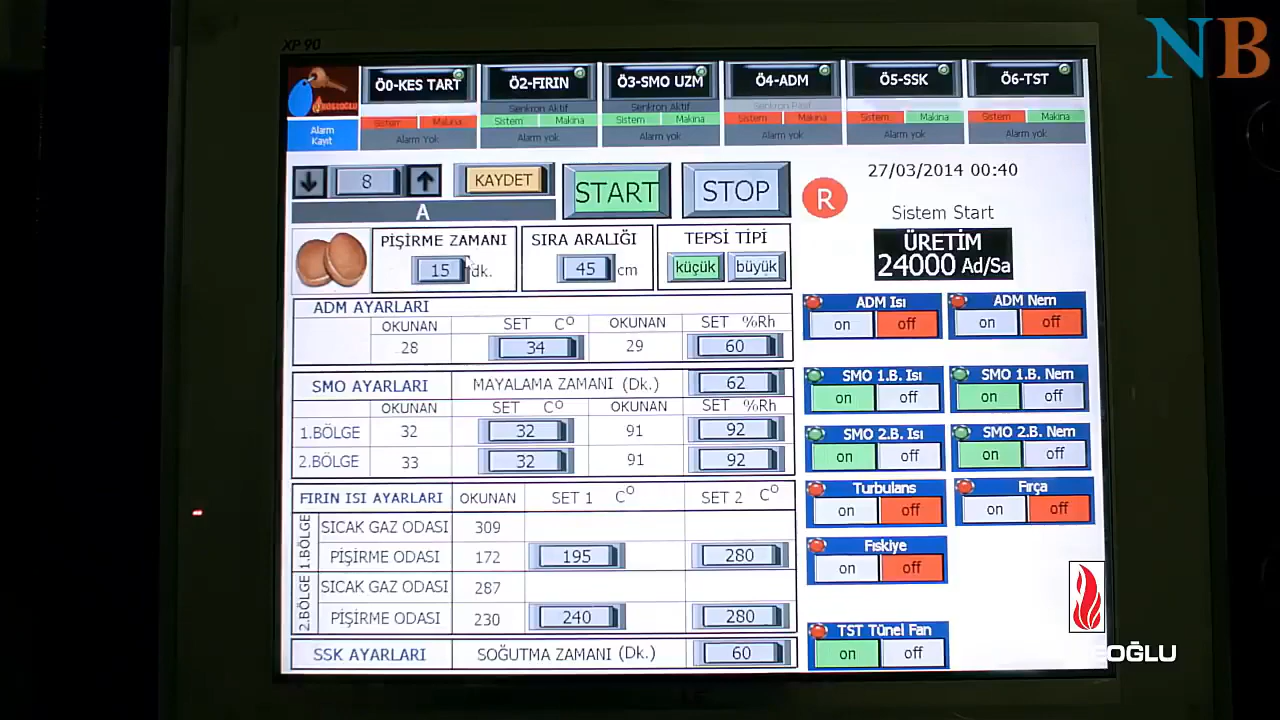 XP 90
NB
Ö0-KES TART
Ö2-FIRIN
Ö3-SMO UZM
Ö4-ADM
Ö5-SSK
Ö6-TST
Senkron Aktif
Senkron Aktif
Senkron Pasif
Sistem Makina
Sistem Makina
Sistem Makina
Sistem Makina
Sistem Makina
Sistem Makina
Alarm Kayıt
Alarm Yok
Alarm yok
Alarm yok
Alarm yok
Alarm yok
Alarm yok
8
KAYDET
START
STOP
R
27/03/2014 00:40
A
Sistem Start
ÜRETİM
24000 Ad/Sa
PİŞİRME ZAMANI
15 dk.
SIRA ARALIĞI
45 cm
TEPSİ TİPİ
küçük büyük
ADM AYARLARI
OKUNAN SET C° OKUNAN SET %Rh
28 34 29 60
SMO AYARLARI MAYALAMA ZAMANI (Dk.) 62
OKUNAN SET C° OKUNAN SET %Rh
1.BÖLGE 32 32 91 92
2.BÖLGE 33 32 91 92
FIRIN ISI AYARLARI OKUNAN SET 1 C° SET 2 C°
1.BÖLGE
SICAK GAZ ODASI 309
PİŞİRME ODASI 172 195 280
2.BÖLGE
SICAK GAZ ODASI 287
PİŞİRME ODASI 230 240 280
SSK AYARLARI SOĞUTMA ZAMANI (Dk.) 60
ADM Isı
on off
ADM Nem
on off
SMO 1.B. Isı
on off
SMO 1.B. Nem
on off
SMO 2.B. Isı
on off
SMO 2.B. Nem
on off
Turbulans
on off
Fırça
on off
Fıskiye
on off
TST Tünel Fan
on off
OĞLU